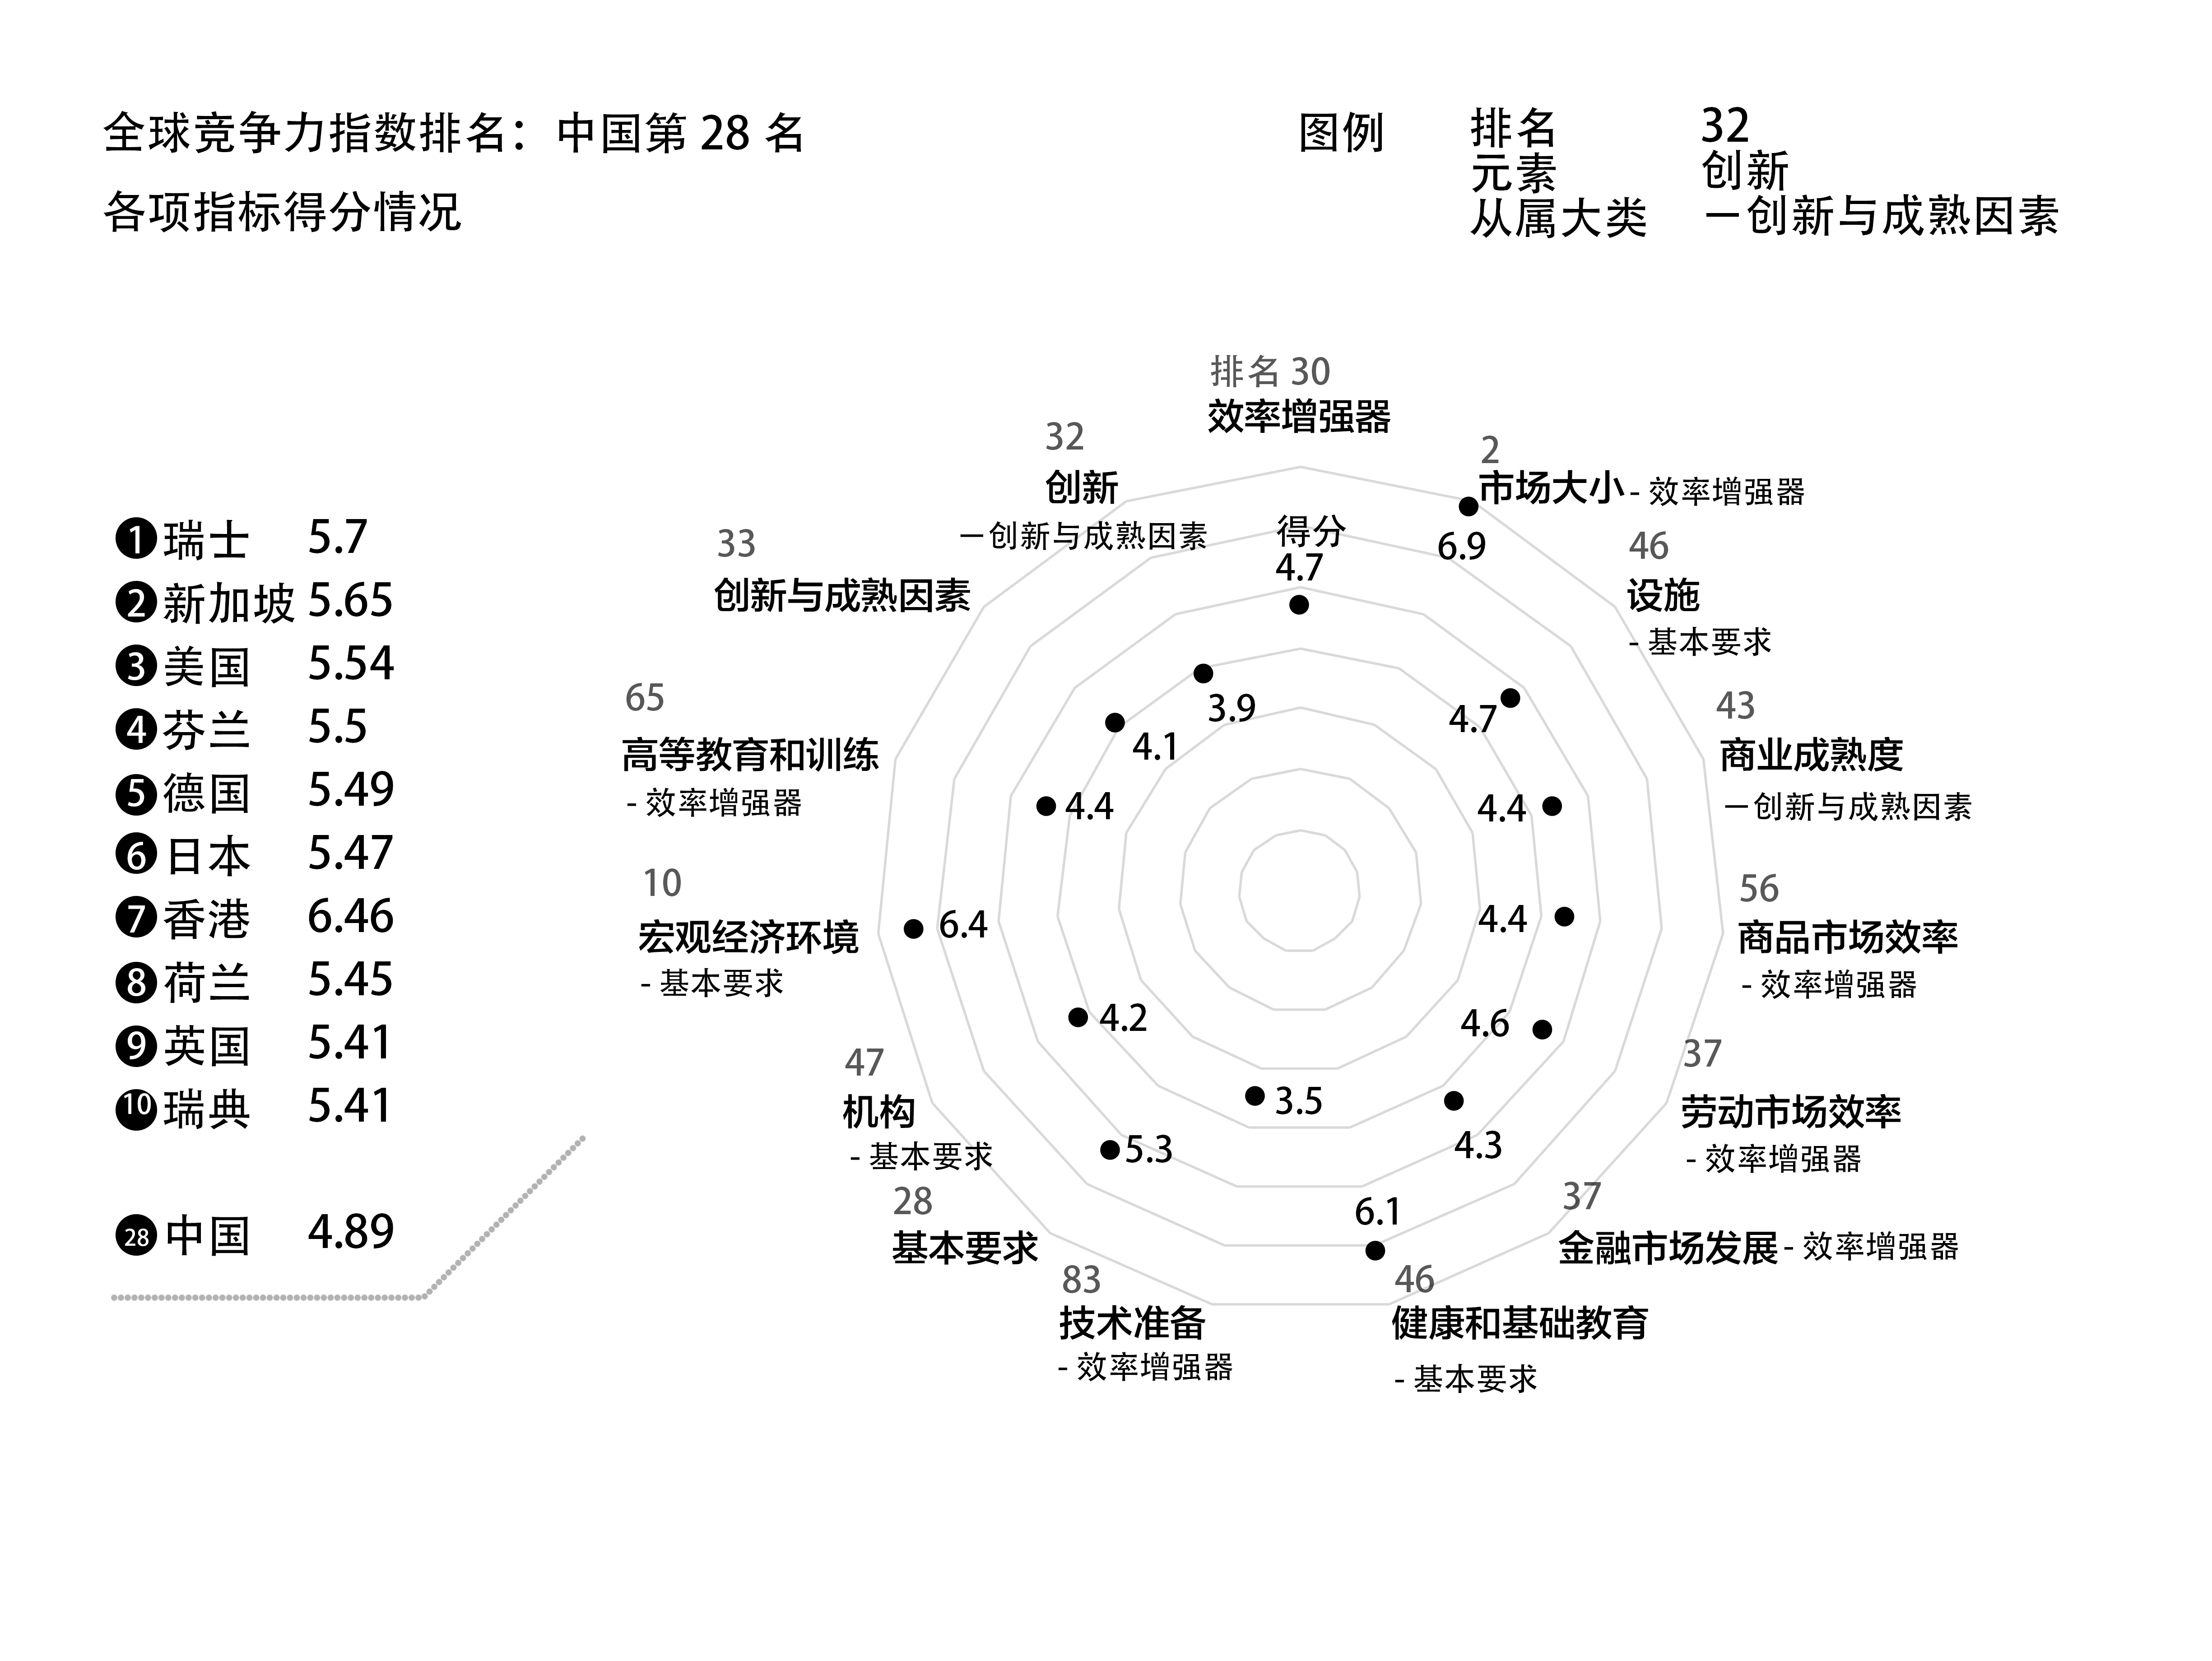 全球竞争力指数排名：中国第 28 名
各项指标得分情况
图例
排名 32
元素 创新
从属大类 －创新与成熟因素
1 瑞士 5.7
2 新加坡 5.65
3 美国 5.54
4 芬兰 5.5
5 德国 5.49
6 日本 5.47
7 香港 6.46
8 荷兰 5.45
9 英国 5.41
10 瑞典 5.41
28 中国 4.89
排名 30
效率增强器
得分
4.7
2
市场大小 - 效率增强器
6.9
46
设施
- 基本要求
4.7
43
商业成熟度
－创新与成熟因素
4.4
56
商品市场效率
- 效率增强器
4.4
37
劳动市场效率
- 效率增强器
4.6
37
金融市场发展 - 效率增强器
4.3
46
健康和基础教育
- 基本要求
6.1
83
技术准备
- 效率增强器
3.5
28
基本要求
5.3
47
机构
- 基本要求
4.2
10
宏观经济环境
- 基本要求
6.4
65
高等教育和训练
- 效率增强器
4.4
33
创新与成熟因素
4.1
32
创新
－创新与成熟因素
3.9